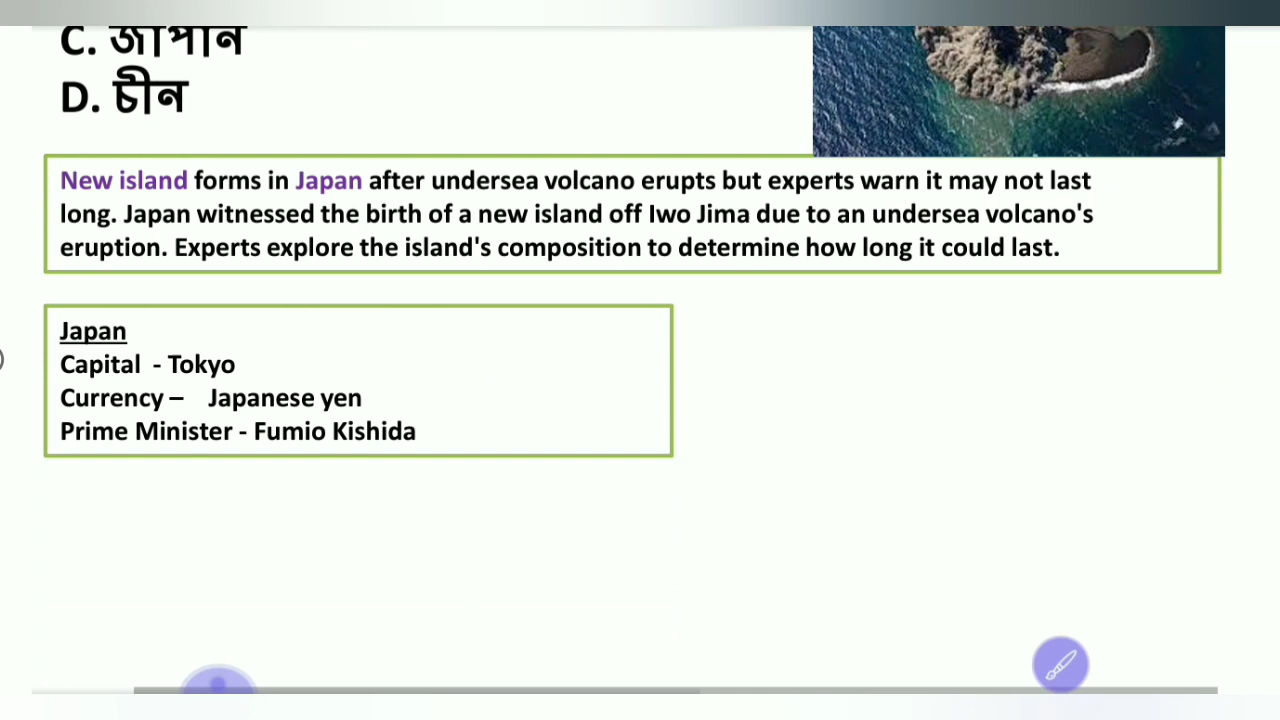 C. জাপান
D. চীন
New island forms in Japan after undersea volcano erupts but experts warn it may not last
long. Japan witnessed the birth of a new island off Iwo Jima due to an undersea volcano's
eruption. Experts explore the island's composition to determine how long it could last.
Japan
Capital - Tokyo
Currency – Japanese yen
Prime Minister - Fumio Kishida